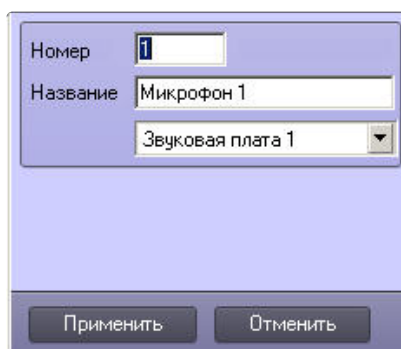 Номер 1
Название Микрофон 1
Звуковая плата 1
Применить Отменить